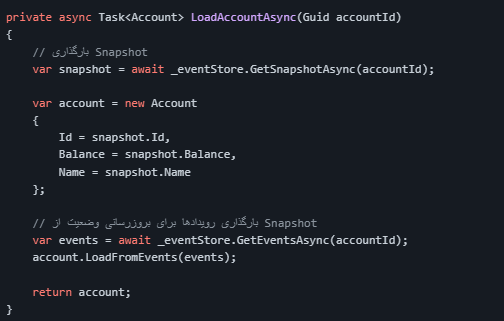 private async Task<Account> LoadAccountAsync(Guid accountId)
{
    // بارگذاری Snapshot
    var snapshot = await _eventStore.GetSnapshotAsync(accountId);

    var account = new Account
    {
        Id = snapshot.Id,
        Balance = snapshot.Balance,
        Name = snapshot.Name
    };

    // بارگذاری رویدادها برای بروزرسانی وضعیت از Snapshot
    var events = await _eventStore.GetEventsAsync(accountId);
    account.LoadFromEvents(events);

    return account;
}